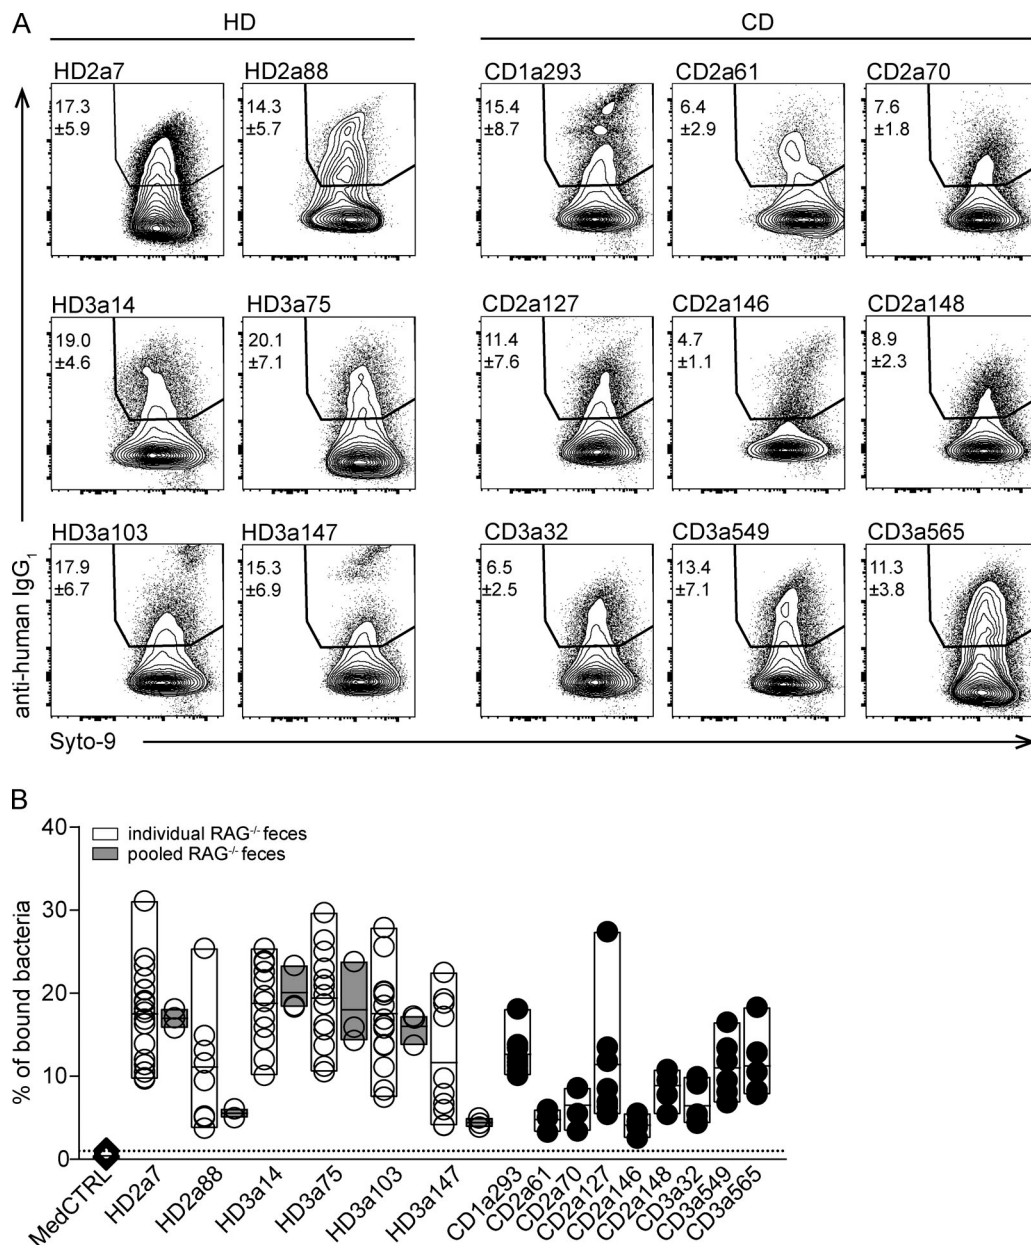 A
HD
CD
HD2a7
HD2a88
CD1a293
CD2a61
CD2a70
17.3
±5.9
14.3
±5.7
15.4
±8.7
6.4
±2.9
7.6
±1.8
HD3a14
HD3a75
CD2a127
CD2a146
CD2a148
19.0
±4.6
20.1
±7.1
11.4
±7.6
4.7
±1.1
8.9
±2.3
HD3a103
HD3a147
CD3a32
CD3a549
CD3a565
17.9
±6.7
15.3
±6.9
6.5
±2.5
13.4
±7.1
11.3
±3.8
anti-human IgG₁
Syto-9
B
% of bound bacteria
40
30
20
10
0
individual RAG⁻/⁻ feces
pooled RAG⁻/⁻ feces
MedCTRL
HD2a7
HD2a88
HD3a14
HD3a75
HD3a103
HD3a147
CD1a293
CD2a61
CD2a70
CD2a127
CD2a146
CD2a148
CD3a32
CD3a549
CD3a565